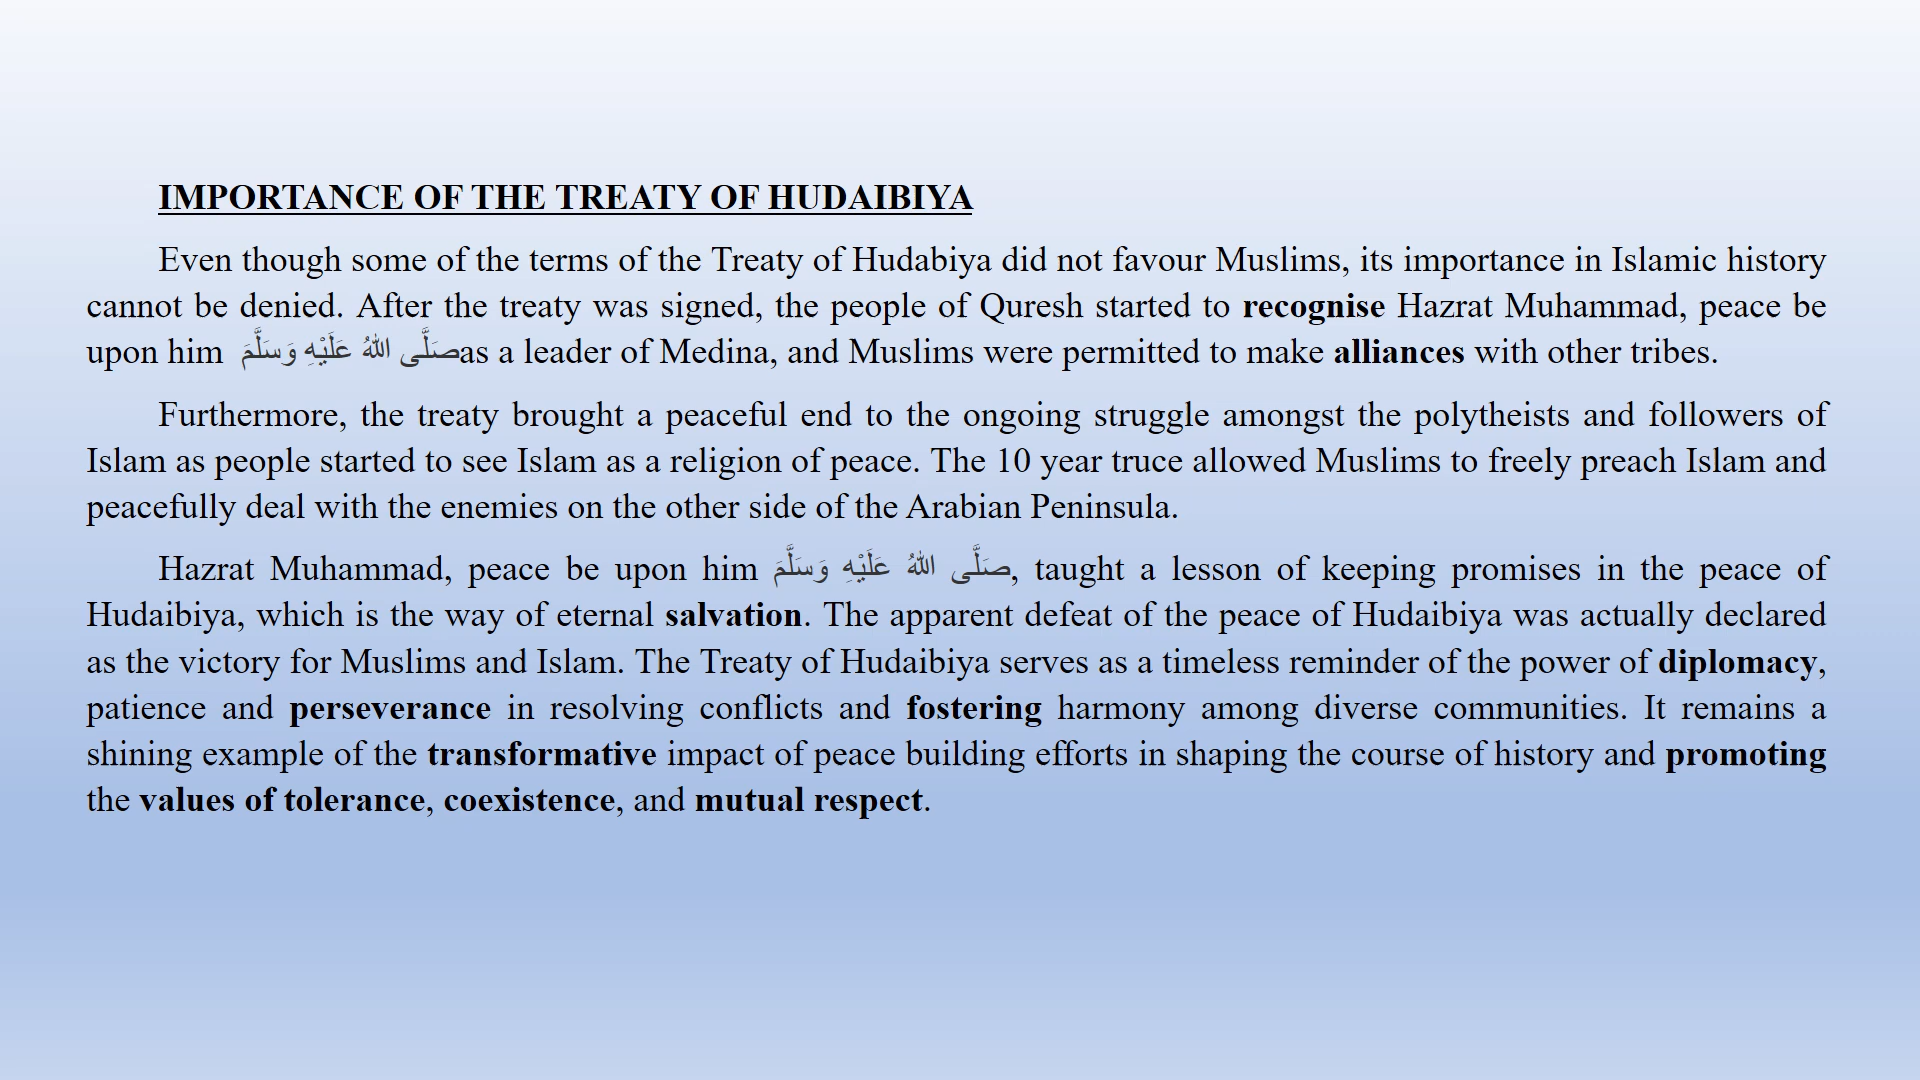 IMPORTANCE OF THE TREATY OF HUDAIBIYA
Even though some of the terms of the Treaty of Hudabiya did not favour Muslims, its importance in Islamic history
cannot be denied. After the treaty was signed, the people of Quresh started to recognise Hazrat Muhammad, peace be
upon him صَلَّى اللهُ عَلَيْهِ وَسَلَّمَ as a leader of Medina, and Muslims were permitted to make alliances with other tribes.
Furthermore, the treaty brought a peaceful end to the ongoing struggle amongst the polytheists and followers of
Islam as people started to see Islam as a religion of peace. The 10 year truce allowed Muslims to freely preach Islam and
peacefully deal with the enemies on the other side of the Arabian Peninsula.
Hazrat Muhammad, peace be upon him صَلَّى اللهُ عَلَيْهِ وَسَلَّمَ, taught a lesson of keeping promises in the peace of
Hudaibiya, which is the way of eternal salvation. The apparent defeat of the peace of Hudaibiya was actually declared
as the victory for Muslims and Islam. The Treaty of Hudaibiya serves as a timeless reminder of the power of diplomacy,
patience and perseverance in resolving conflicts and fostering harmony among diverse communities. It remains a
shining example of the transformative impact of peace building efforts in shaping the course of history and promoting
the values of tolerance, coexistence, and mutual respect.